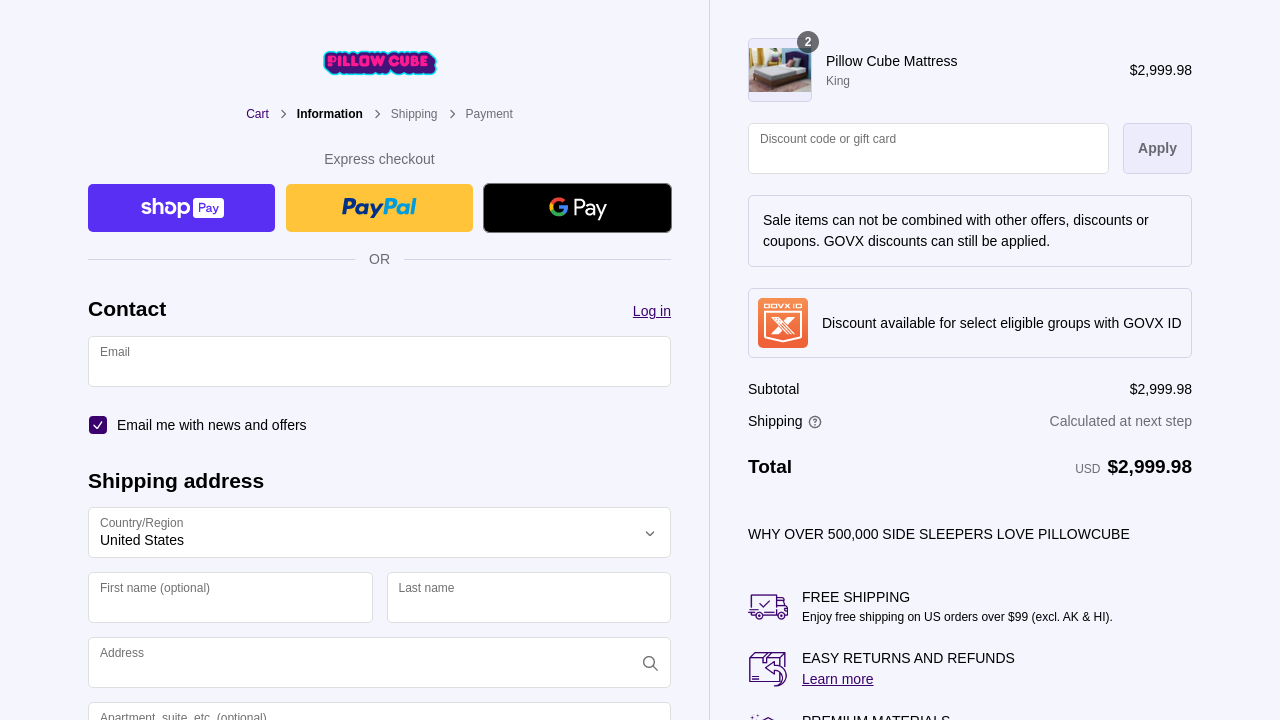 PILLOW CUBE
Cart
Information
Shipping
Payment
Express checkout
shop Pay
PayPal
G Pay
OR
Contact
Log in
Email
Email me with news and offers
Shipping address
Country/Region
United States
First name (optional)
Last name
Address
Apartment, suite, etc. (optional)
2
Pillow Cube Mattress
King
$2,999.98
Discount code or gift card
Apply
Sale items can not be combined with other offers, discounts or
coupons. GOVX discounts can still be applied.
GOVX ID
Discount available for select eligible groups with GOVX ID
Subtotal
$2,999.98
Shipping
Calculated at next step
Total
USD $2,999.98
WHY OVER 500,000 SIDE SLEEPERS LOVE PILLOWCUBE
FREE SHIPPING
Enjoy free shipping on US orders over $99 (excl. AK & HI).
EASY RETURNS AND REFUNDS
Learn more
PREMIUM MATERIALS